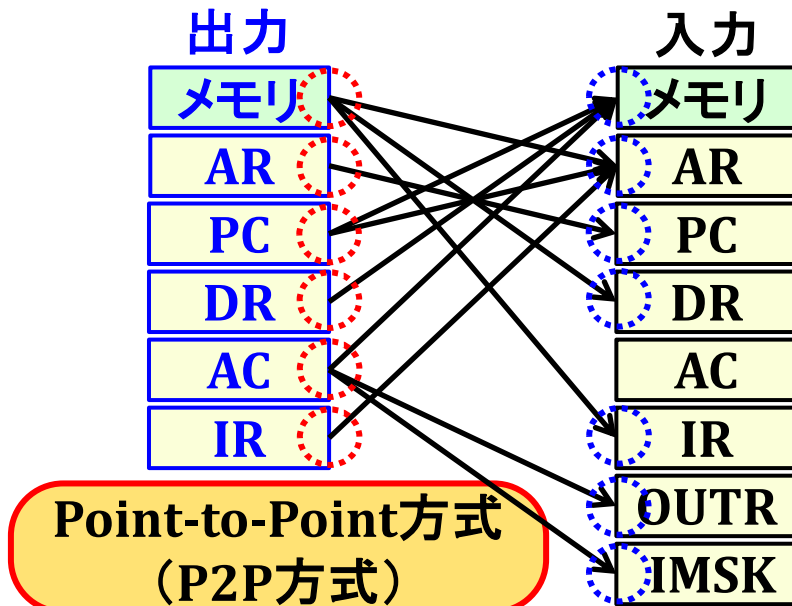 出力
入力
メモリ
メモリ
AR
AR
PC
PC
DR
DR
AC
AC
IR
IR
OUTR
IMSK
Point-to-Point方式
（P2P方式）